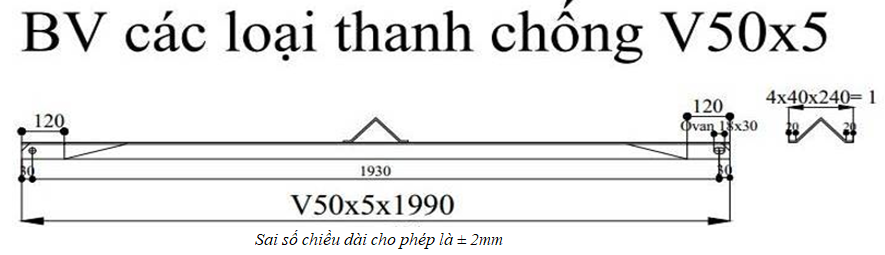 BV các loại thanh chống V50x5
120
120
4x40x240= 1
Ovan 18x30
20
20
30
1930
30
V50x5x1990
Sai số chiều dài cho phép là ± 2mm